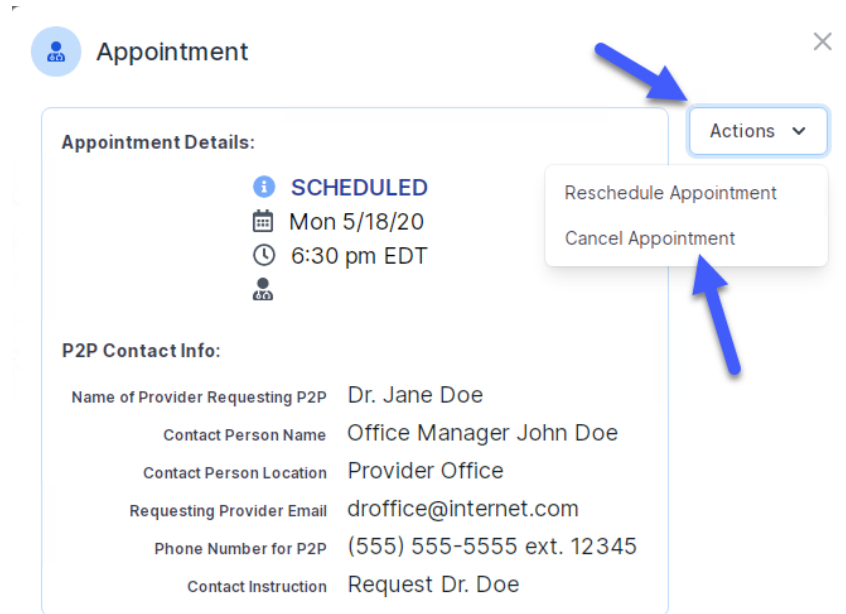 Appointment
Actions
Appointment Details:
SCHEDULED
Reschedule Appointment
Mon 5/18/20
Cancel Appointment
6:30 pm EDT
P2P Contact Info:
Name of Provider Requesting P2P Dr. Jane Doe
Contact Person Name Office Manager John Doe
Contact Person Location Provider Office
Requesting Provider Email droffice@internet.com
Phone Number for P2P (555) 555-5555 ext. 12345
Contact Instruction Request Dr. Doe